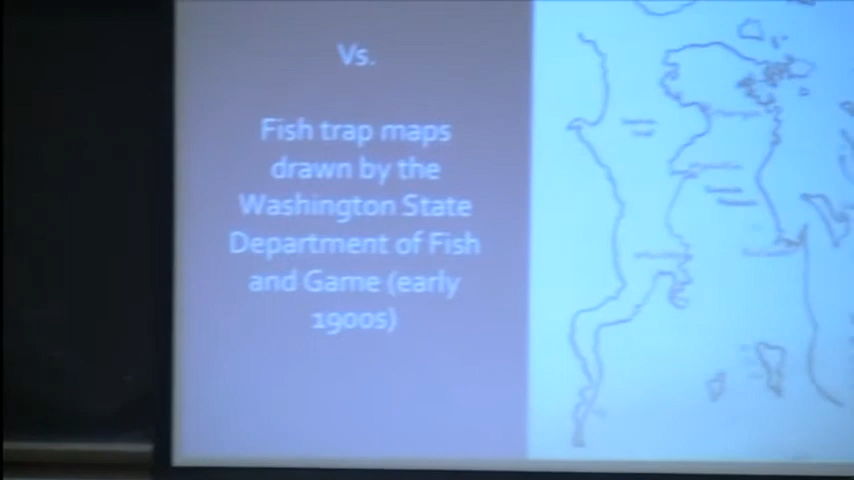 Vs.
Fish trap maps
drawn by the
Washington State
Department of Fish
and Game (early
1900s)